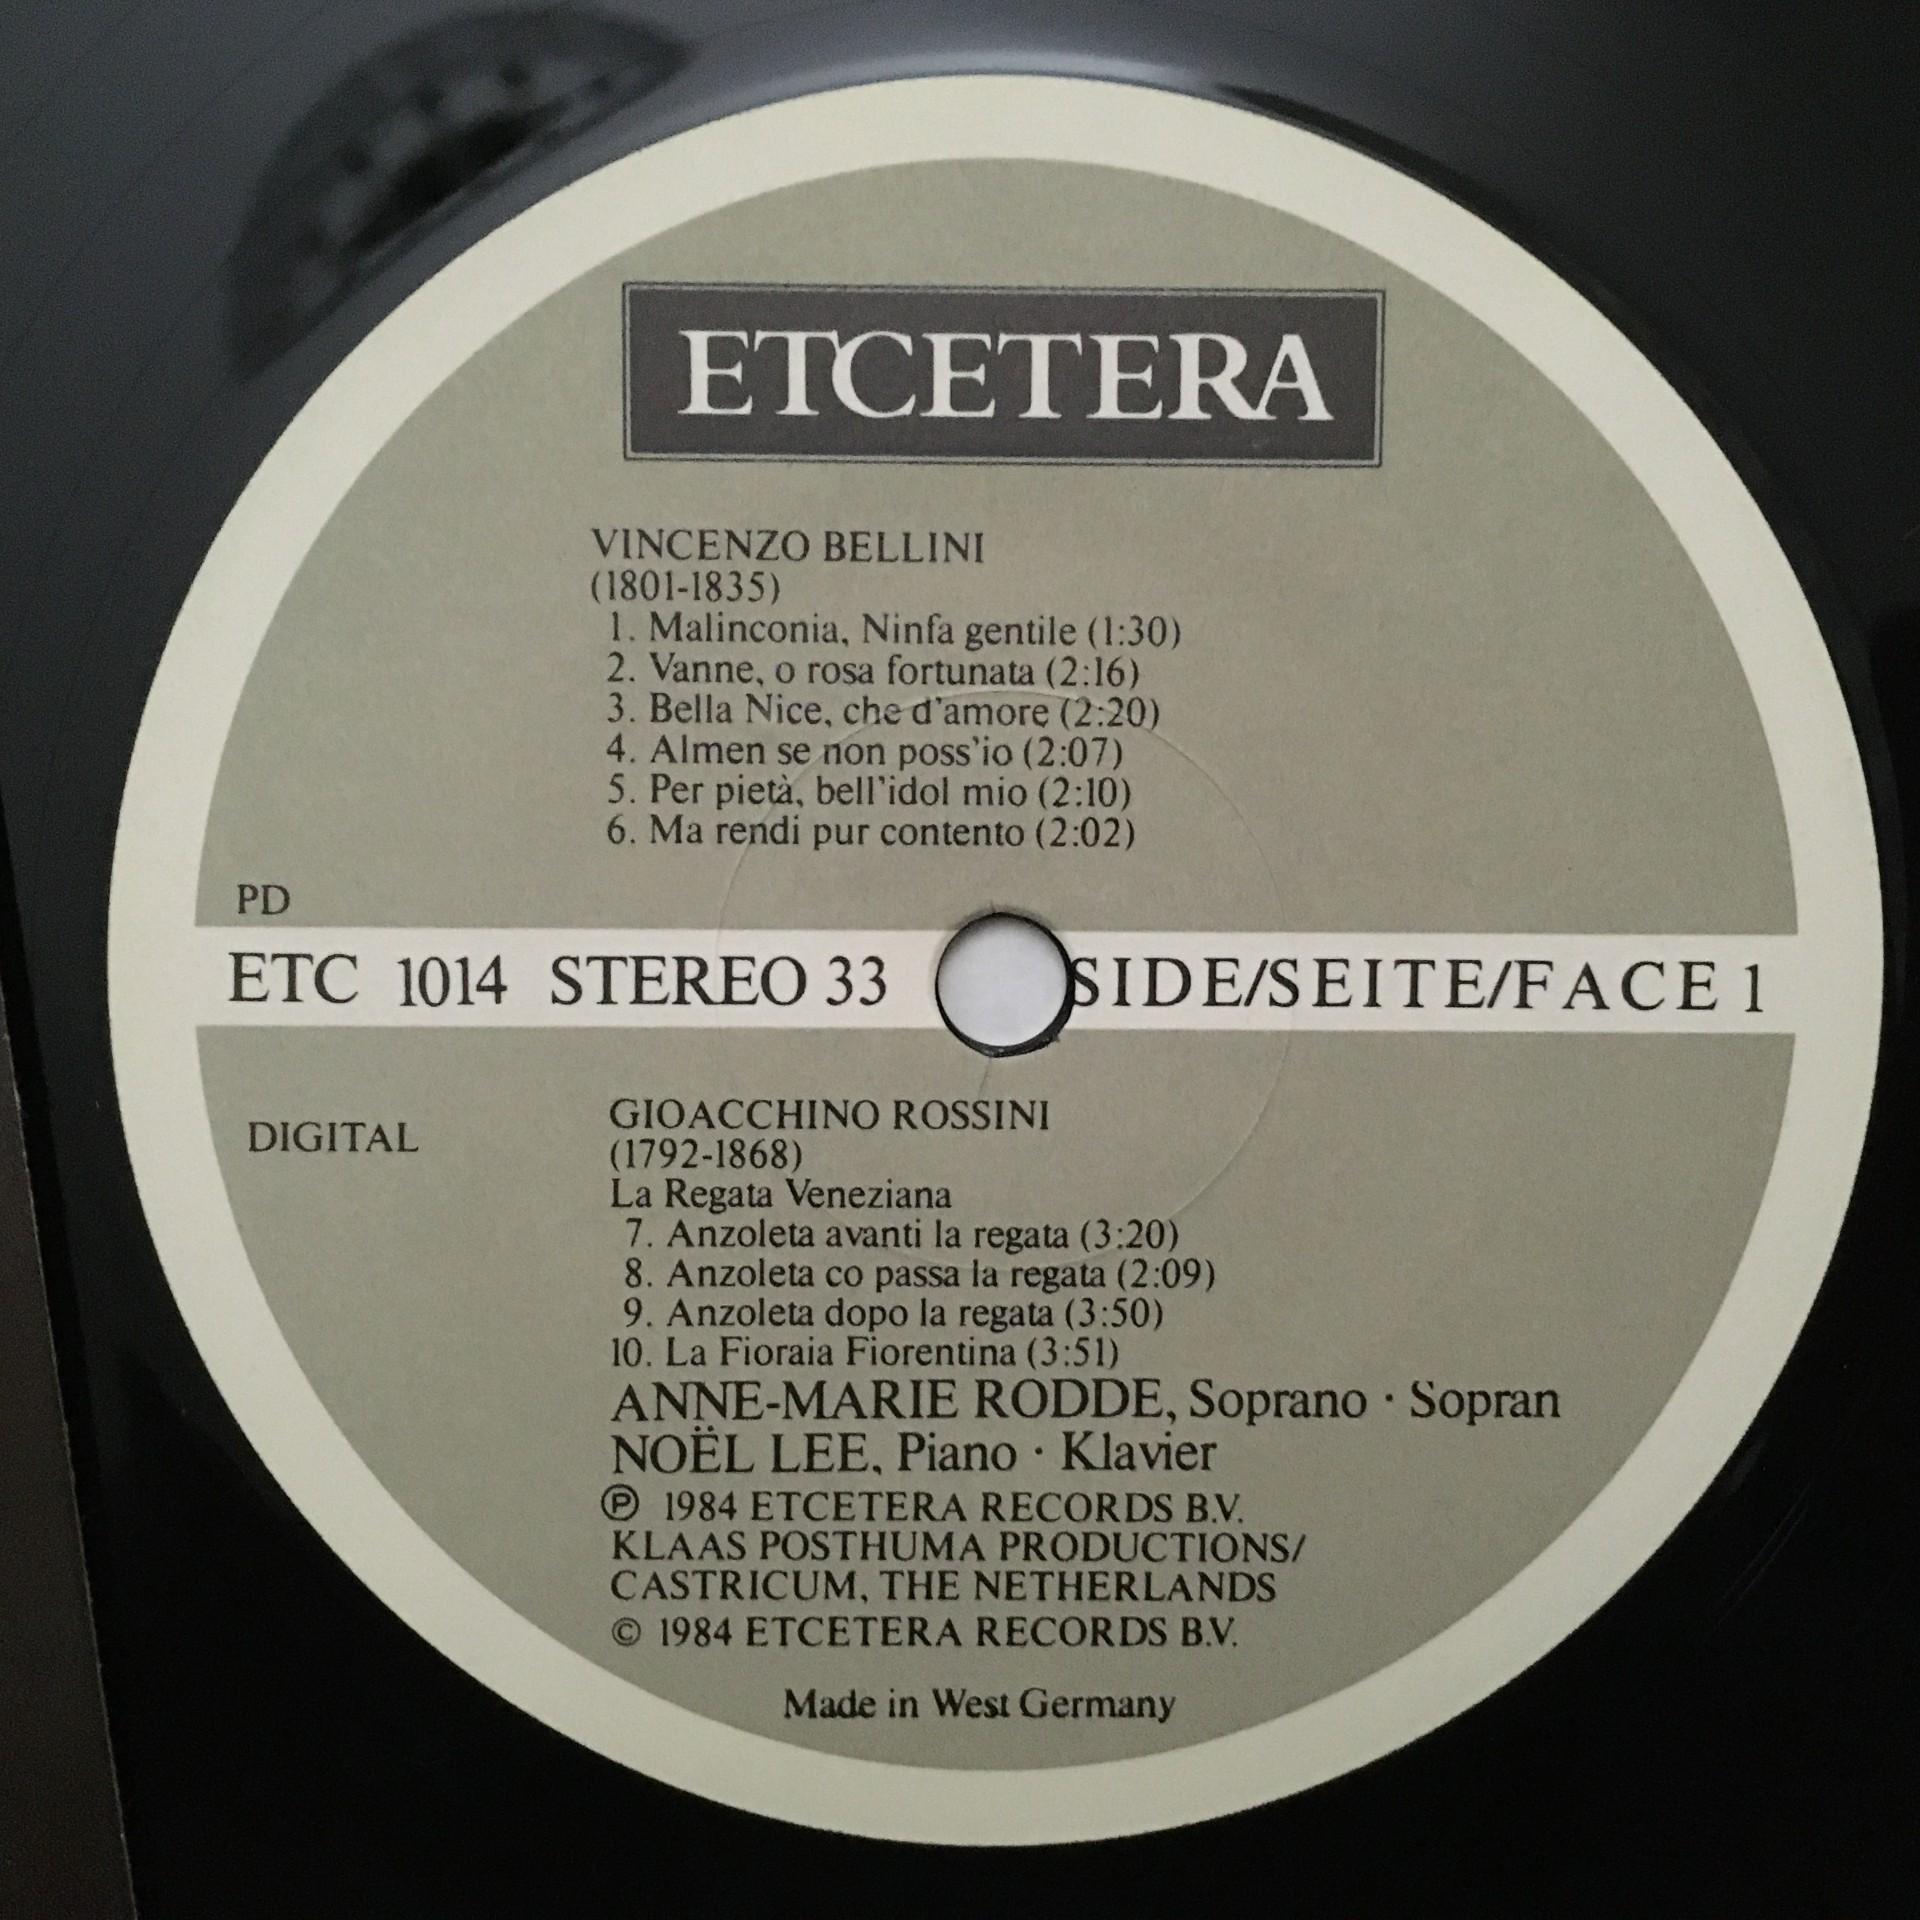 ETCETERA
VINCENZO BELLINI
(1801-1835)
1. Malinconia, Ninfa gentile (1:30)
2. Vanne, o rosa fortunata (2:16)
3. Bella Nice, che d'amore (2:20)
4. Almen se non poss'io (2:07)
5. Per pietà, bell'idol mio (2:10)
6. Ma rendi pur contento (2:02)
PD
ETC 1014 STEREO 33 SIDE/SEITE/FACE 1
DIGITAL
GIOACCHINO ROSSINI
(1792-1868)
La Regata Veneziana
7. Anzoleta avanti la regata (3:20)
8. Anzoleta co passa la regata (2:09)
9. Anzoleta dopo la regata (3:50)
10. La Fioraia Fiorentina (3:51)
ANNE-MARIE RODDE, Soprano · Sopran
NOËL LEE, Piano · Klavier
℗ 1984 ETCETERA RECORDS B.V.
KLAAS POSTHUMA PRODUCTIONS/
CASTRICUM, THE NETHERLANDS
© 1984 ETCETERA RECORDS B.V.
Made in West Germany